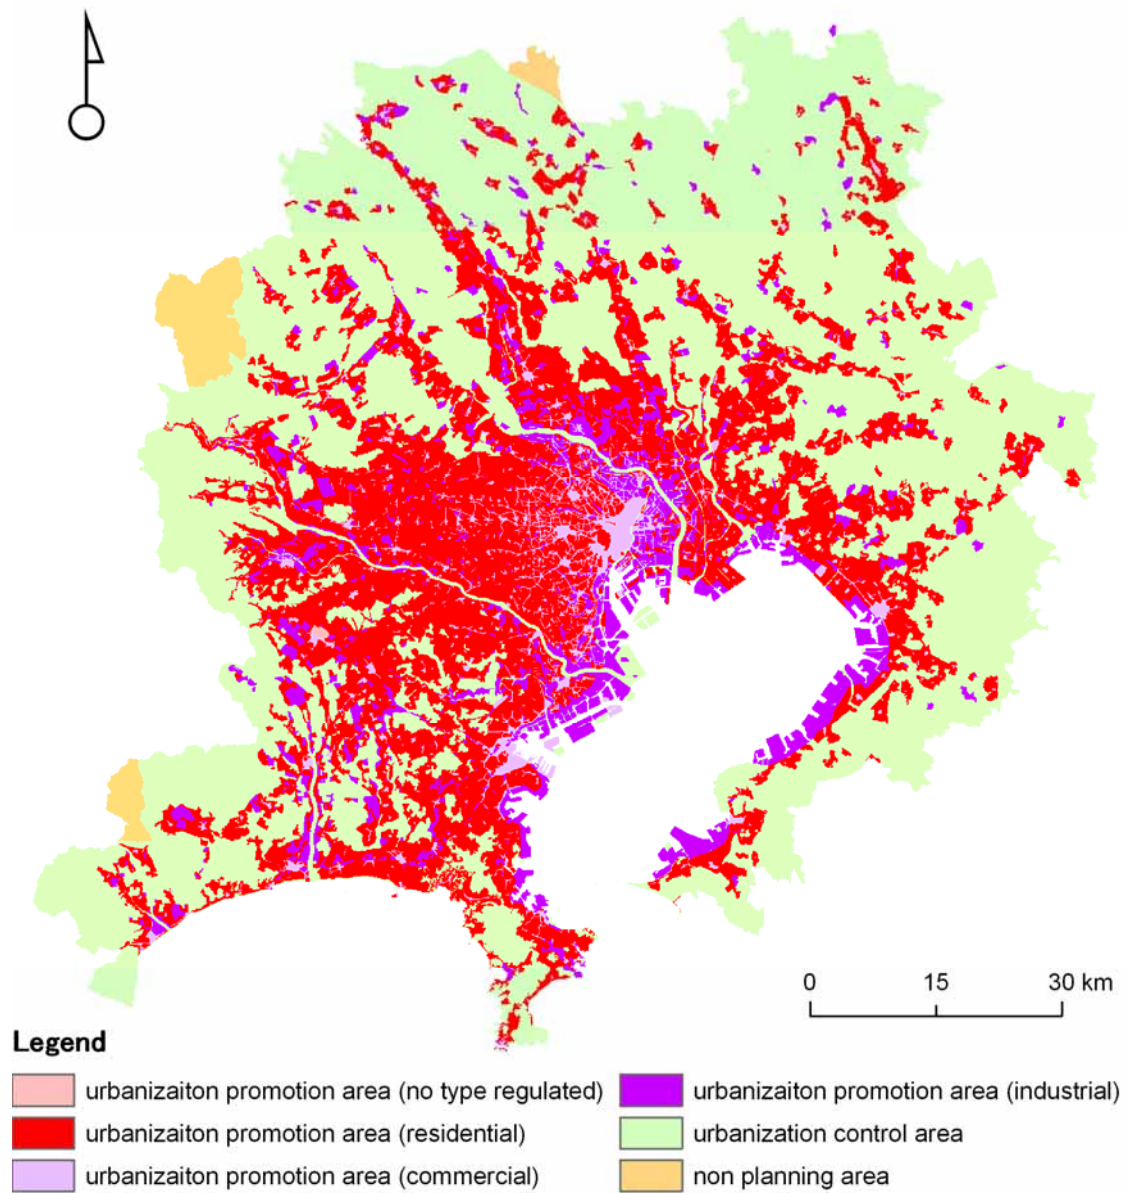 0 15 30 km
Legend
urbanizaiton promotion area (no type regulated)
urbanizaiton promotion area (residential)
urbanizaiton promotion area (commercial)
urbanizaiton promotion area (industrial)
urbanization control area
non planning area